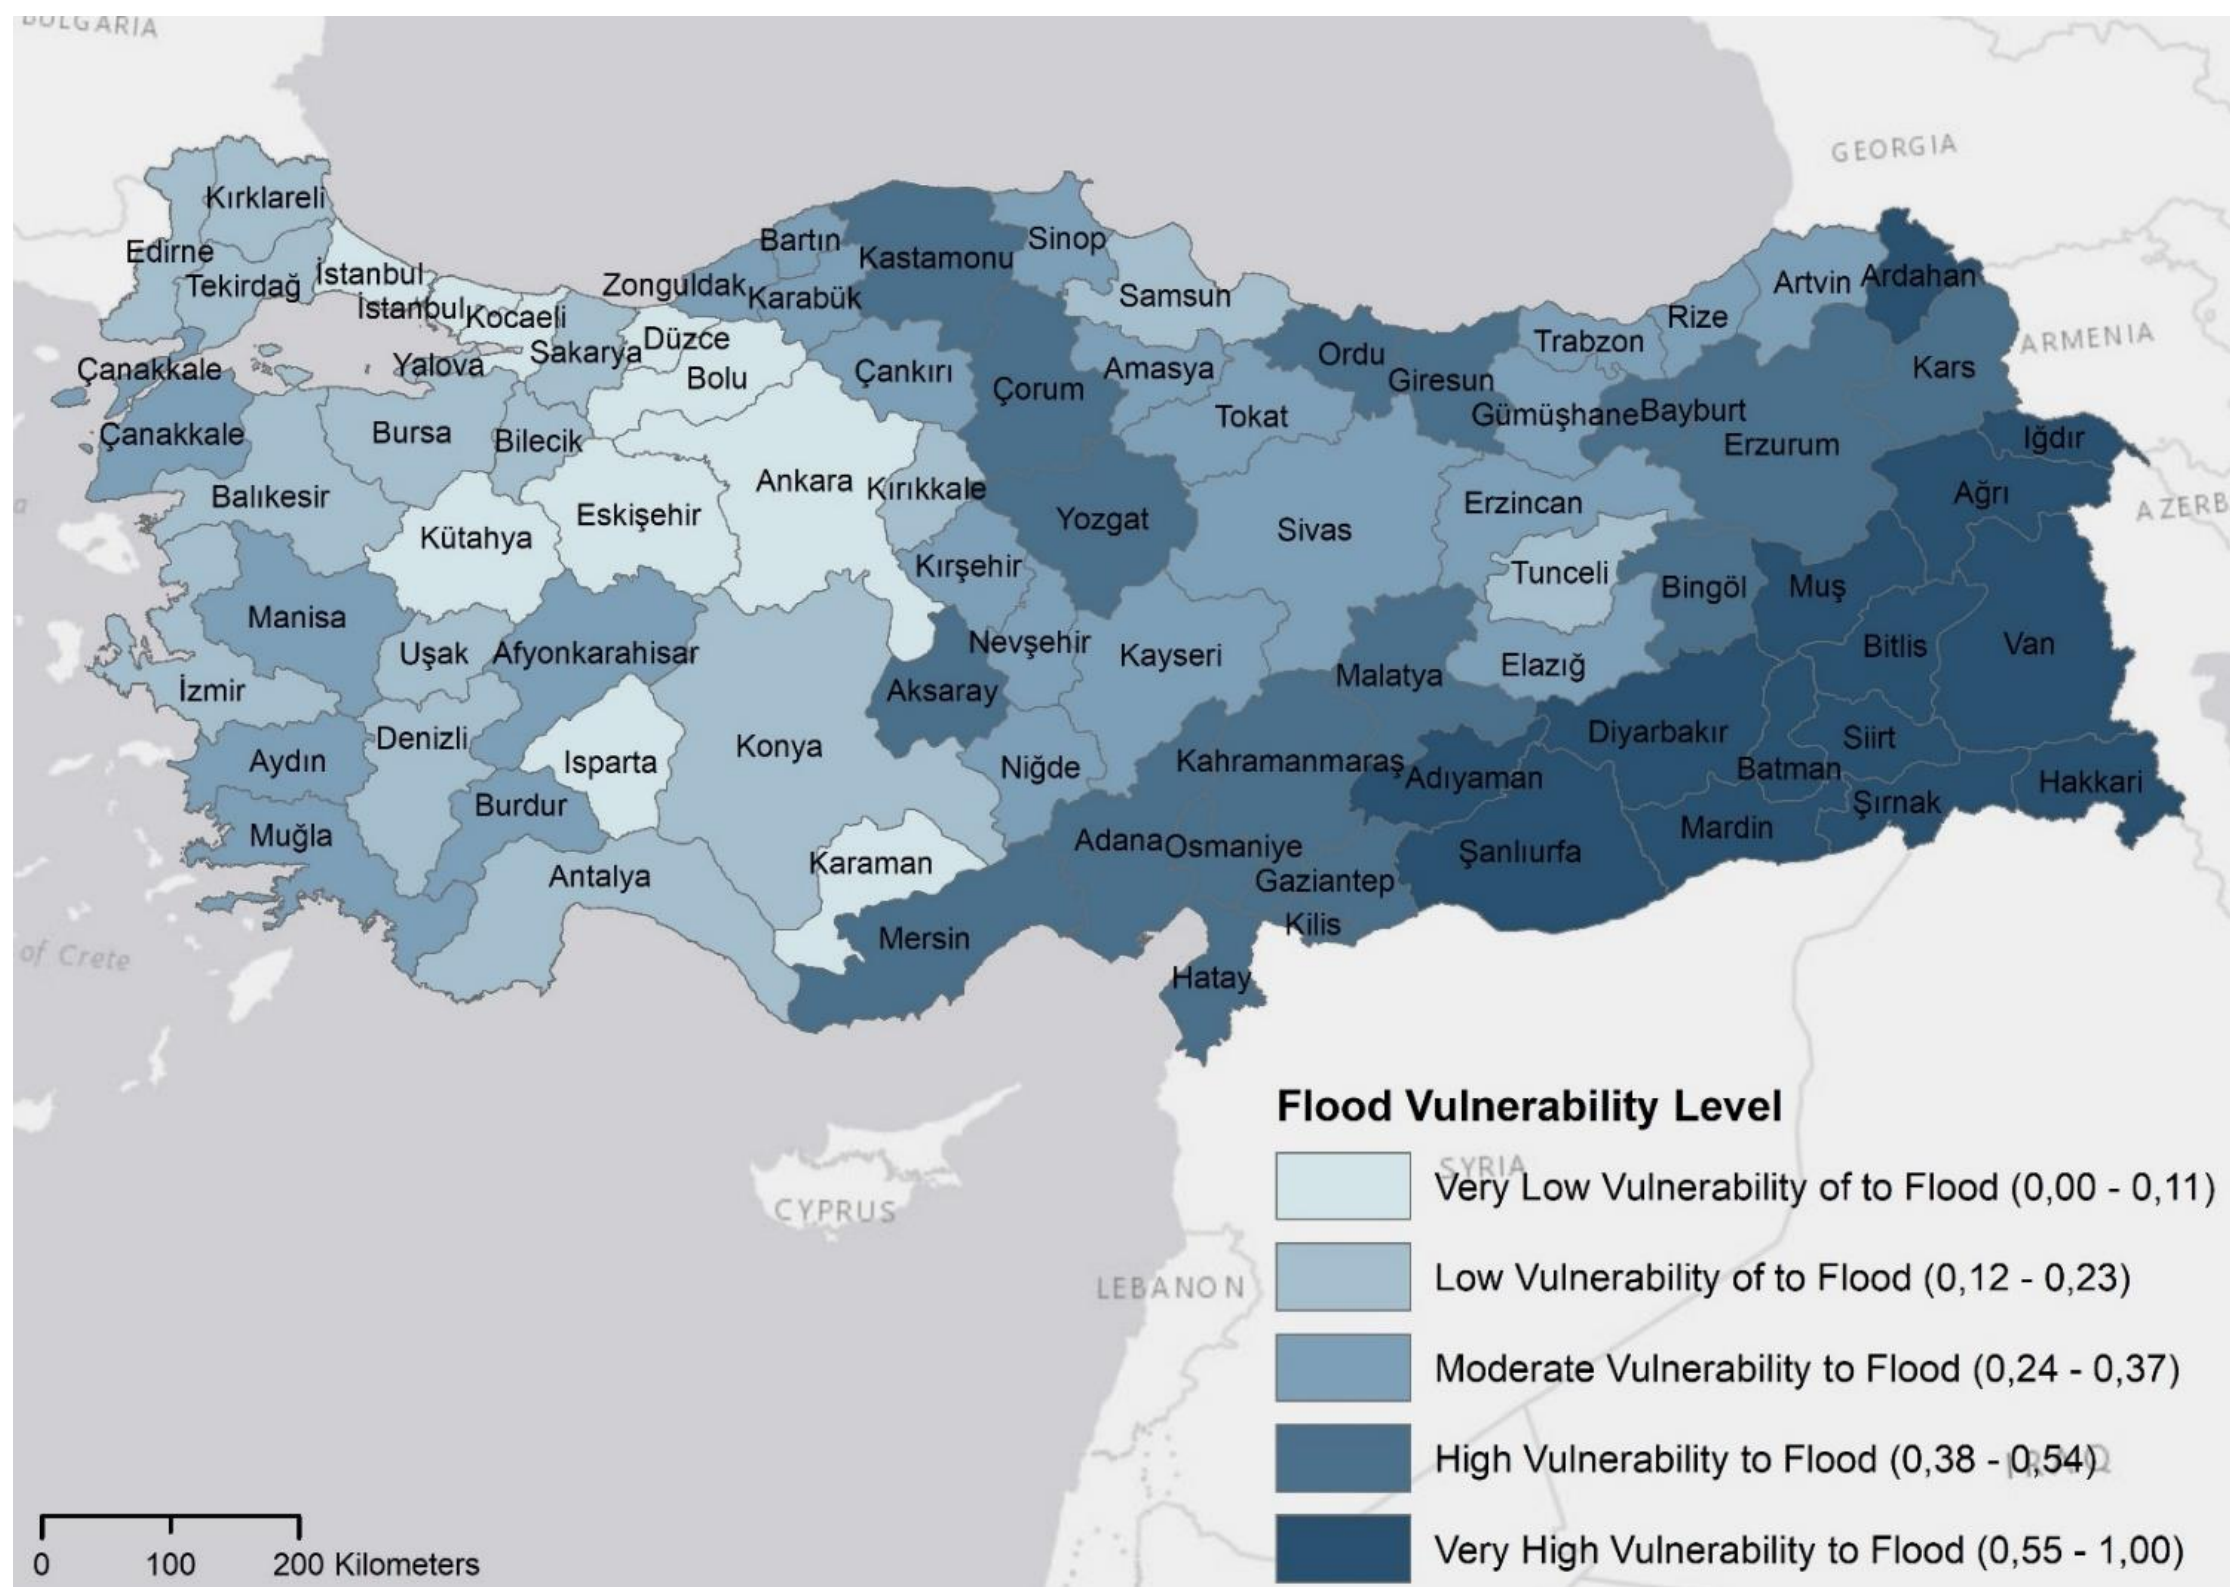 BULGARIA
GEORGIA
Kırklareli
Edirne
Tekirdağ
İstanbul
İstanbul
Kocaeli
Zonguldak
Bartın
Karabük
Kastamonu
Sinop
Samsun
Artvin
Ardahan
Rize
Trabzon
ARMENIA
Çanakkale
Yalova
Sakarya
Düzce
Bolu
Çankırı
Çorum
Amasya
Ordu
Giresun
Kars
Çanakkale
Bursa
Bilecik
Tokat
Gümüşhane
Bayburt
Erzurum
Iğdır
Balıkesir
Kütahya
Eskişehir
Ankara
Kırıkkale
Yozgat
Sivas
Erzincan
Ağrı
AZERB
a
Manisa
Uşak
Afyonkarahisar
Kırşehir
Nevşehir
Kayseri
Malatya
Tunceli
Elazığ
Bingöl
Muş
Bitlis
Van
İzmir
Aydın
Denizli
Isparta
Konya
Aksaray
Niğde
Kahramanmaraş
Adıyaman
Diyarbakır
Batman
Siirt
Şırnak
Hakkari
Muğla
Burdur
Antalya
Karaman
Mersin
Adana
Osmaniye
Gaziantep
Kilis
Şanlıurfa
Mardin
Hatay
of Crete
CYPRUS
SYRIA
LEBANON
IRAQ
Flood Vulnerability Level
Very Low Vulnerability of to Flood (0,00 - 0,11)
Low Vulnerability of to Flood (0,12 - 0,23)
Moderate Vulnerability to Flood (0,24 - 0,37)
High Vulnerability to Flood (0,38 - 0,54)
Very High Vulnerability to Flood (0,55 - 1,00)
0 100 200 Kilometers